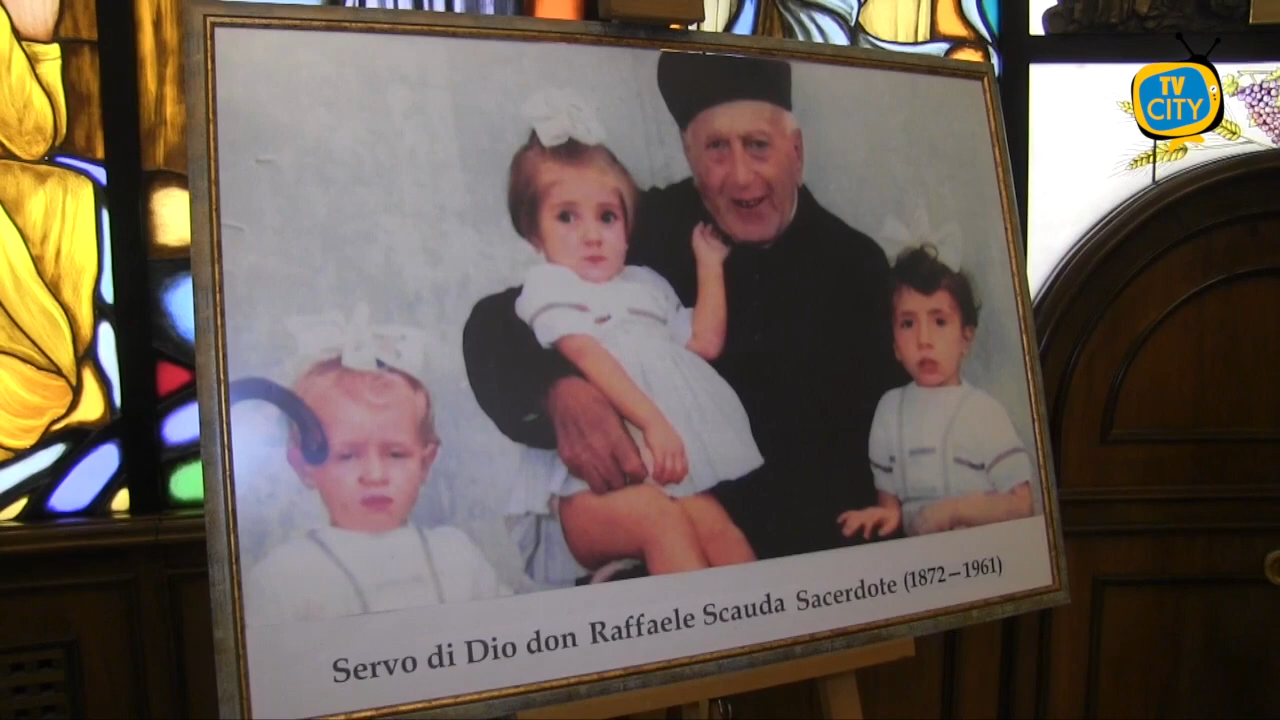 TV
CITY
Servo di Dio don Raffaele Scauda Sacerdote (1872–1961)